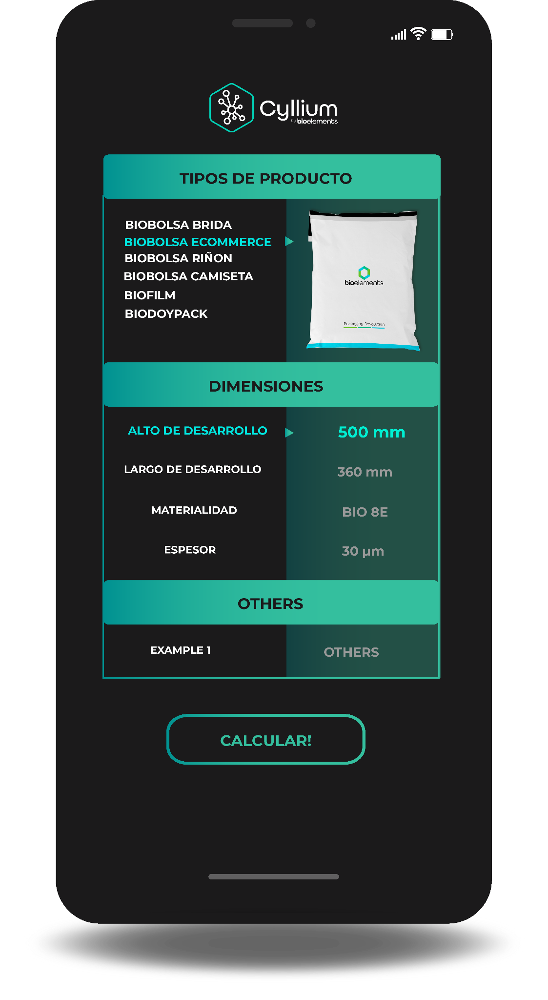 Cyllium
by bioelements
TIPOS DE PRODUCTO
BIOBOLSA BRIDA
BIOBOLSA ECOMMERCE
BIOBOLSA RIÑON
BIOBOLSA CAMISETA
BIOFILM
BIODOYPACK
bioelements
Packaging Revolution
DIMENSIONES
ALTO DE DESARROLLO 500 mm
LARGO DE DESARROLLO 360 mm
MATERIALIDAD BIO 8E
ESPESOR 30 µm
OTHERS
EXAMPLE 1 OTHERS
CALCULAR!